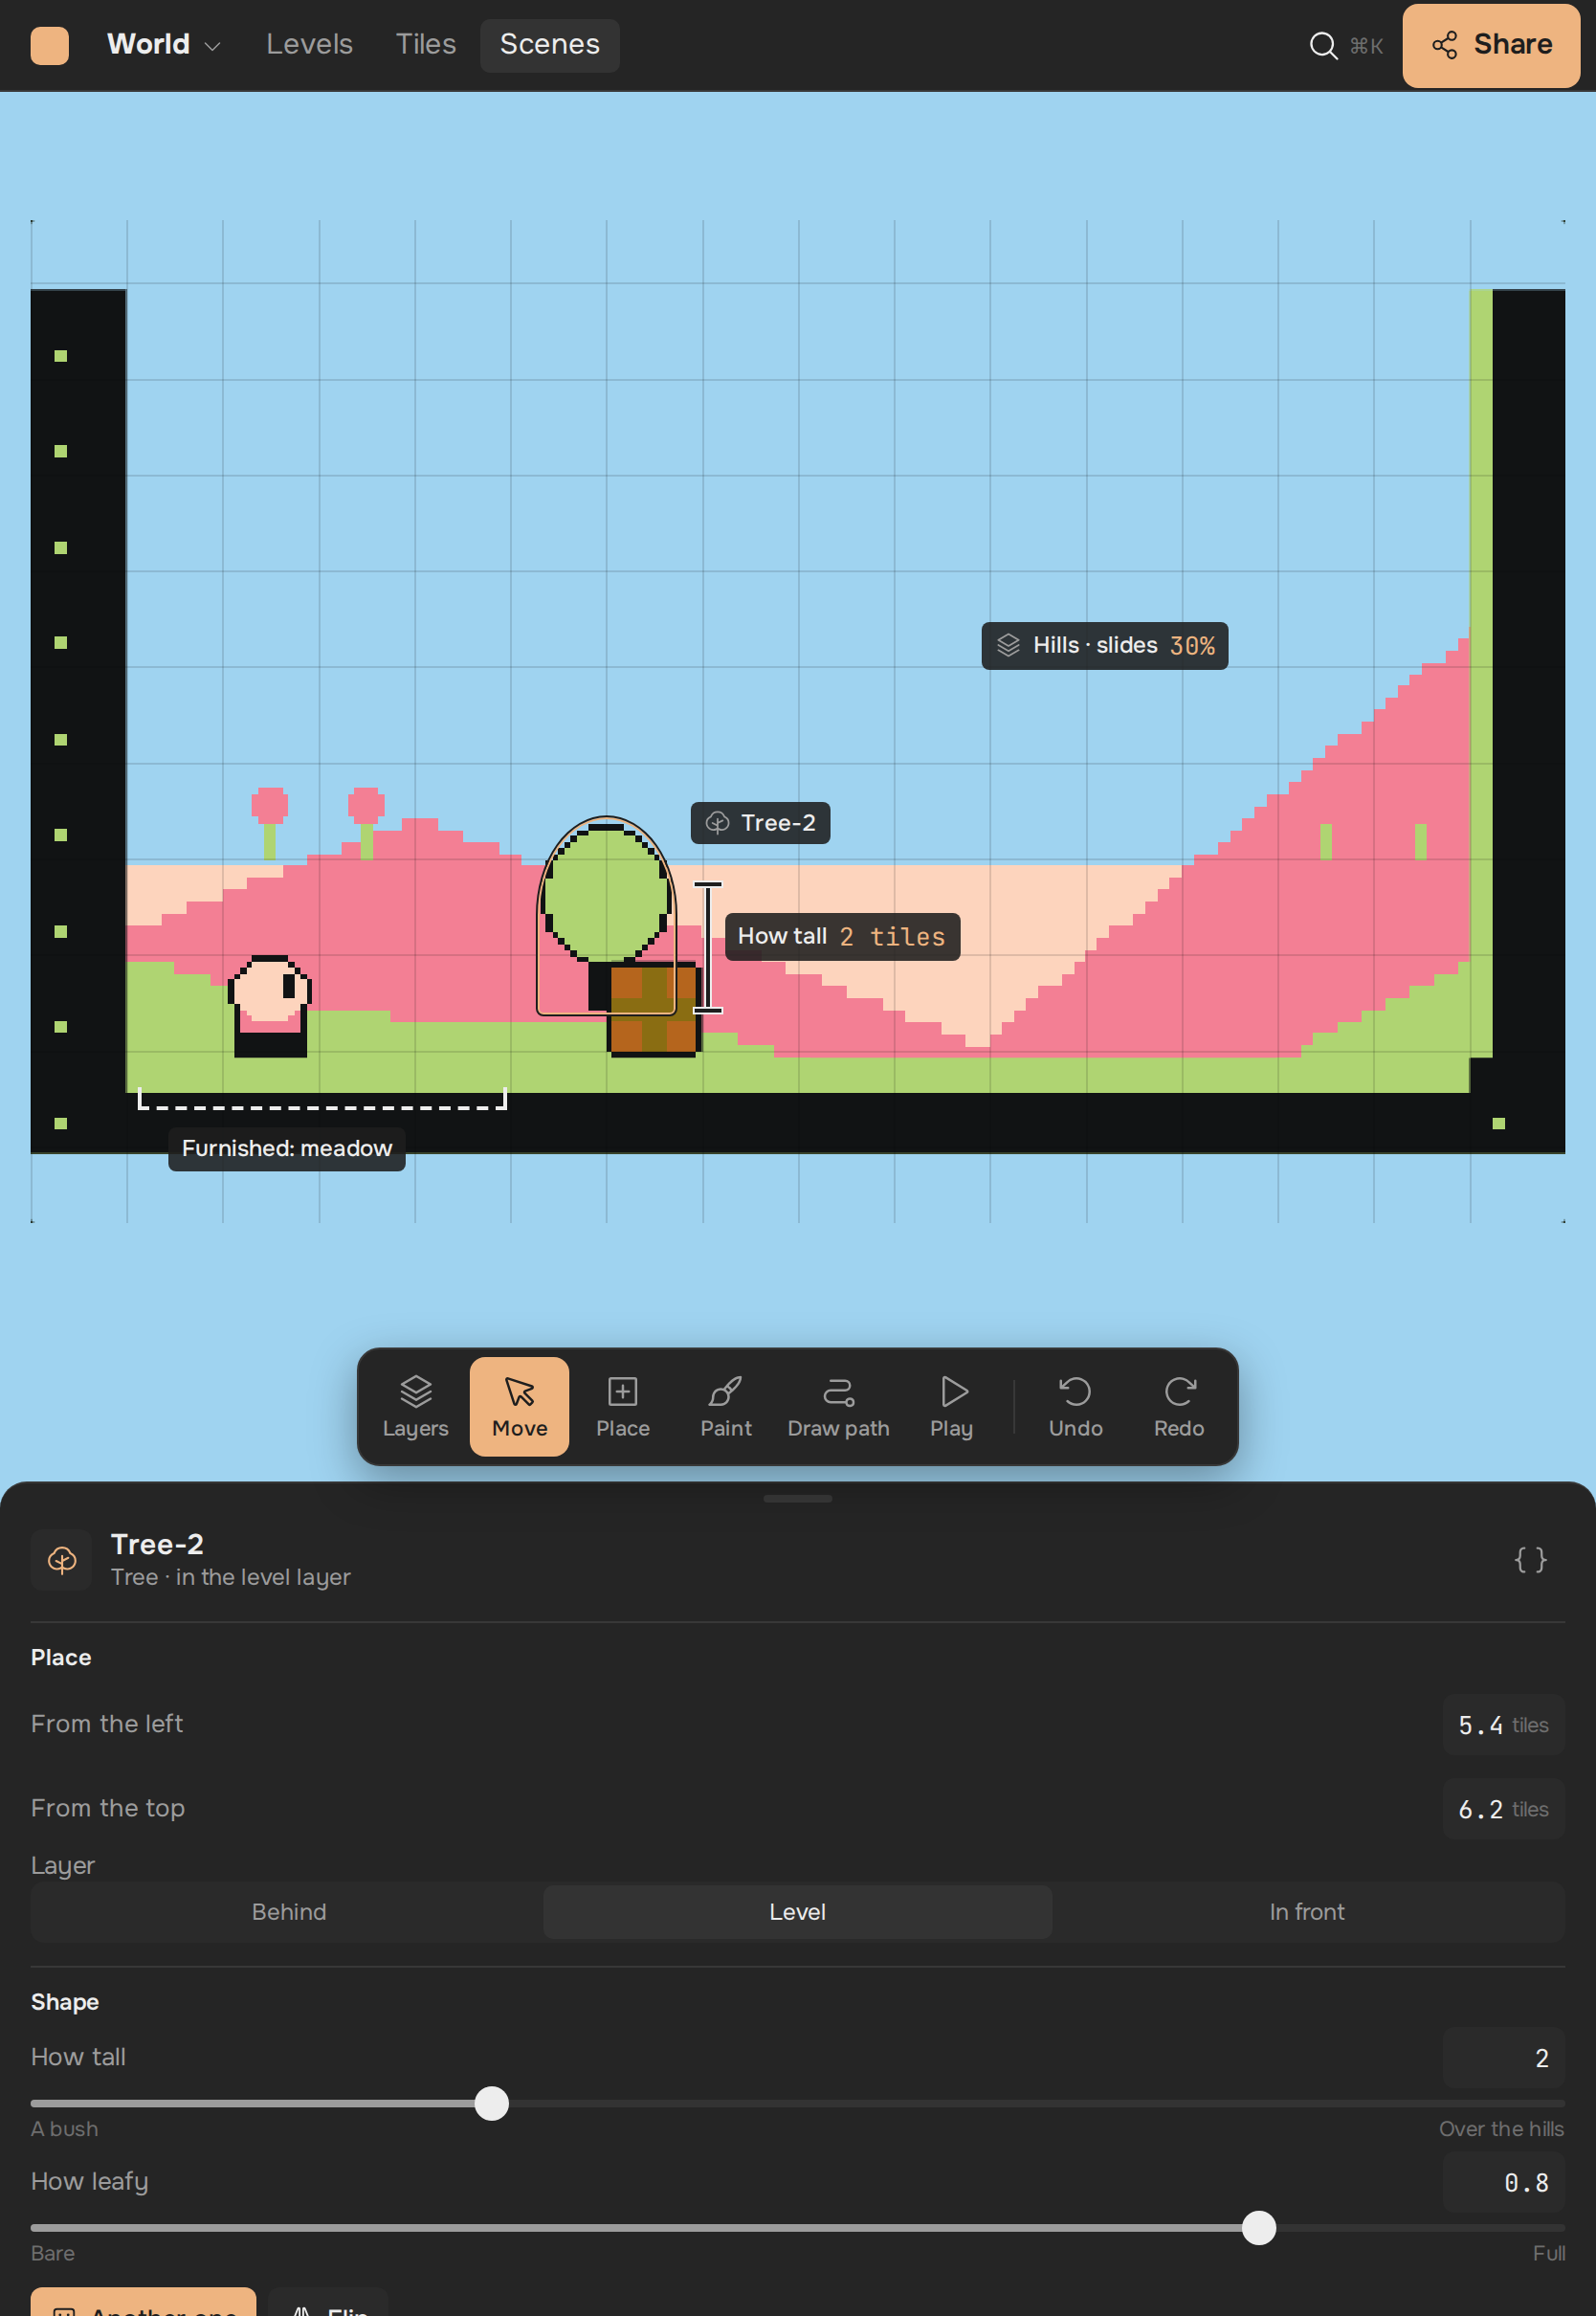 World Levels Tiles Scenes ⌘K Share
Hills · slides 30%
Tree-2
How tall 2 tiles
Furnished: meadow
Layers Move Place Paint Draw path Play Undo Redo
Tree-2
Tree · in the level layer
{ }
Place
From the left 5.4 tiles
From the top 6.2 tiles
Layer
Behind Level In front
Shape
How tall 2
A bush Over the hills
How leafy 0.8
Bare Full
Another one Flip